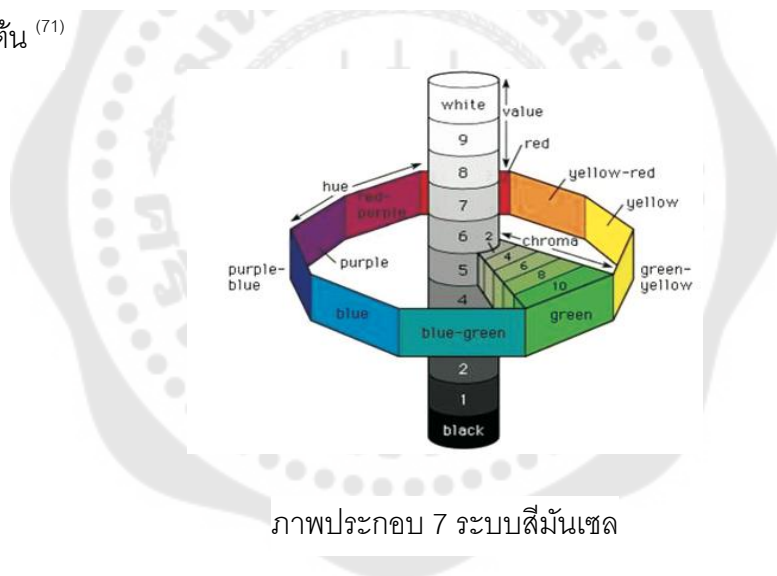 ต้น (71)
white
value
9
red
8
yellow-red
hue
red-purple
7
yellow
6
2
chroma
4
purple
5
6
8
purple-blue
10
green-yellow
4
blue
green
blue-green
2
1
black
ภาพประกอบ 7 ระบบสีมันเซล